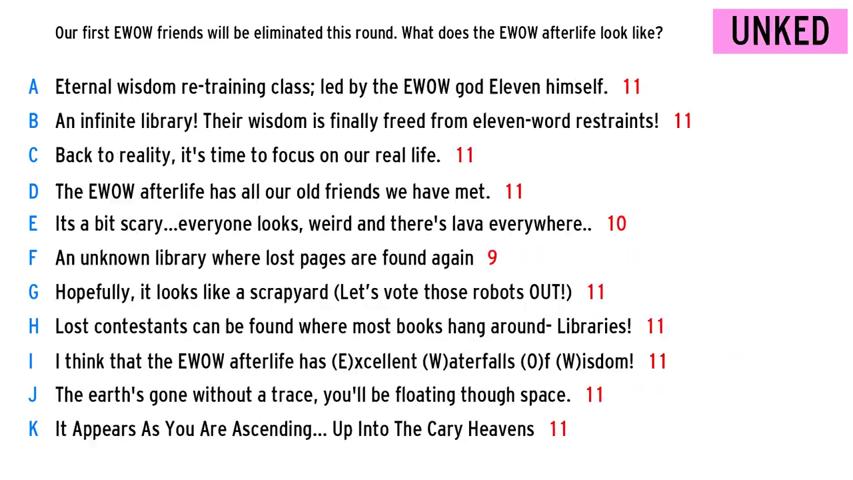 Our first EWOW friends will be eliminated this round. What does the EWOW afterlife look like?
UNKED
A Eternal wisdom re-training class; led by the EWOW god Eleven himself. 11
B An infinite library! Their wisdom is finally freed from eleven-word restraints! 11
C Back to reality, it's time to focus on our real life. 11
D The EWOW afterlife has all our old friends we have met. 11
E Its a bit scary...everyone looks, weird and there's lava everywhere.. 10
F An unknown library where lost pages are found again 9
G Hopefully, it looks like a scrapyard (Let's vote those robots OUT!) 11
H Lost contestants can be found where most books hang around- Libraries! 11
I I think that the EWOW afterlife has (E)xcellent (W)aterfalls (O)f (W)isdom! 11
J The earth's gone without a trace, you'll be floating though space. 11
K It Appears As You Are Ascending... Up Into The Cary Heavens 11